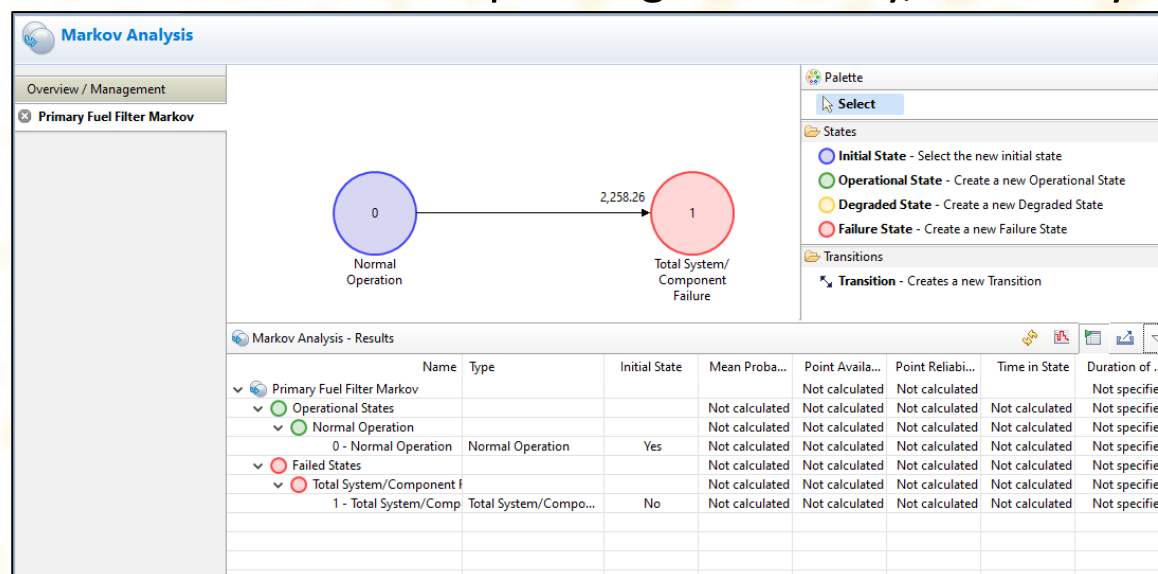 Markov Analysis
Overview / Management
Primary Fuel Filter Markov
0
2,258.26
1
Normal
Operation
Total System/
Component
Failure
Palette
Select
States
Initial State - Select the new initial state
Operational State - Create a new Operational State
Degraded State - Create a new Degraded State
Failure State - Create a new Failure State
Transitions
Transition - Creates a new Transition
Markov Analysis - Results
Name Type Initial State Mean Proba... Point Availa... Point Reliabi... Time in State Duration of ..
Primary Fuel Filter Markov Not calculated Not calculated Not specifie
Operational States Not calculated Not calculated Not calculated Not calculated Not specifie
Normal Operation Not calculated Not calculated Not calculated Not calculated Not specifie
0 - Normal Operation Normal Operation Yes Not calculated Not calculated Not calculated Not calculated Not specifie
Failed States Not calculated Not calculated Not calculated Not calculated Not specifie
Total System/Component F Not calculated Not calculated Not calculated Not calculated Not specifie
1 - Total System/Comp Total System/Compo... No Not calculated Not calculated Not calculated Not calculated Not specifie